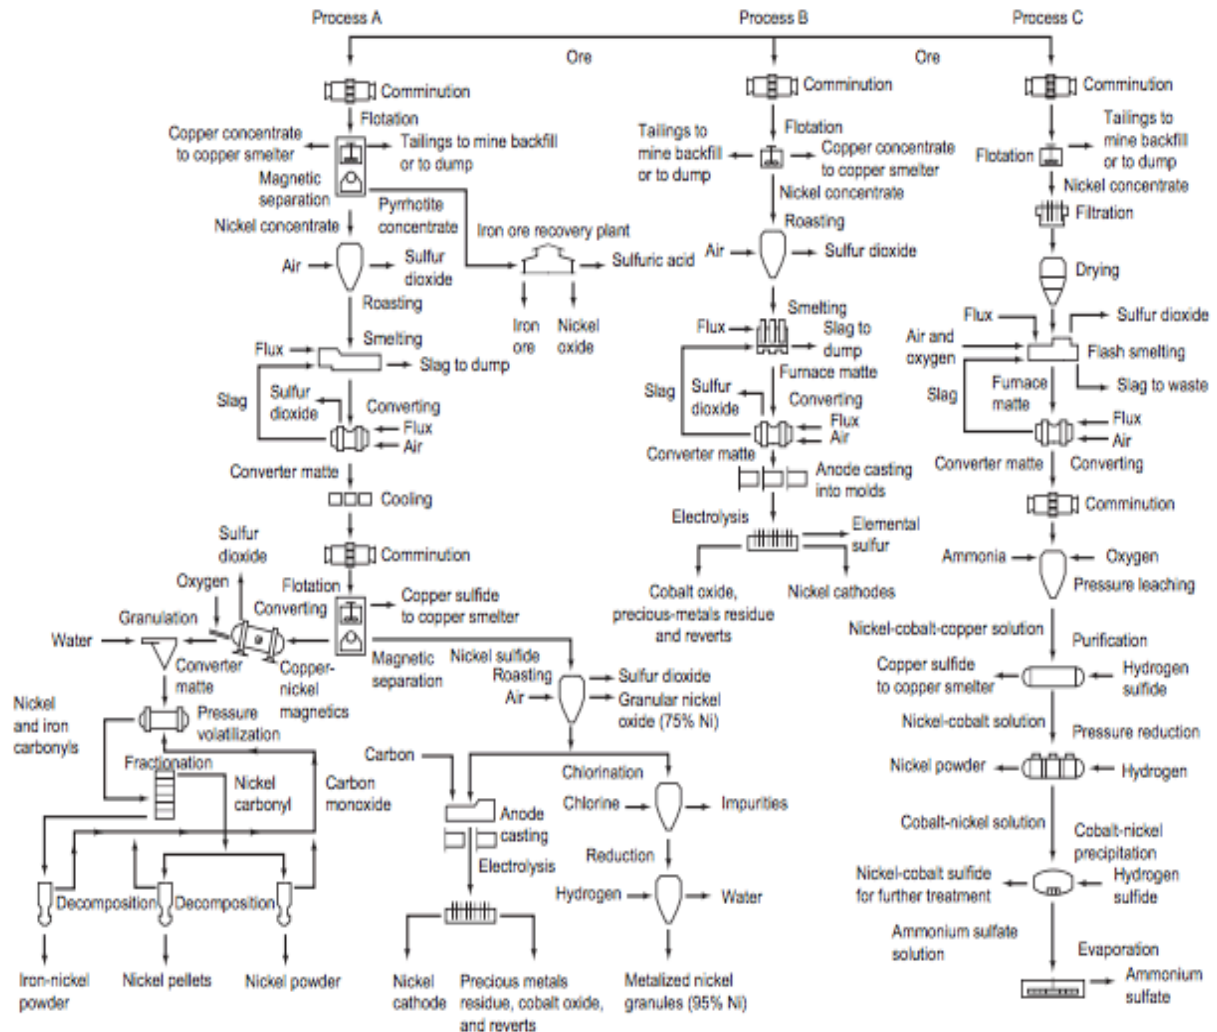 Process A
Process B
Process C
Ore
Ore
Comminution
Flotation
Copper concentrate
to copper smelter
Tailings to mine backfill
or to dump
Magnetic
separation
Pyrrhotite
concentrate
Nickel concentrate
Iron ore recovery plant
Air
Sulfur
dioxide
Sulfuric acid
Roasting
Iron
ore
Nickel
oxide
Smelting
Flux
Slag to dump
Slag
Sulfur
dioxide
Converting
Flux
Air
Converter matte
Cooling
Comminution
Sulfur
dioxide
Oxygen
Flotation
Converting
Copper sulfide
to copper smelter
Granulation
Water
Converter
matte
Copper-
nickel
magnetics
Magnetic
separation
Nickel sulfide
Roasting
Air
Sulfur dioxide
Granular nickel
oxide (75% Ni)
Nickel
and iron
carbonyls
Pressure
volatilization
Fractionation
Nickel
carbonyl
Carbon
monoxide
Carbon
Chlorination
Chlorine
Impurities
Anode
casting
Electrolysis
Reduction
Hydrogen
Water
Decomposition
Decomposition
Iron-nickel
powder
Nickel pellets
Nickel powder
Nickel
cathode
Precious metals
residue, cobalt oxide,
and reverts
Metalized nickel
granules (95% Ni)
Comminution
Flotation
Tailings to
mine backfill
or to dump
Copper concentrate
to copper smelter
Nickel concentrate
Roasting
Air
Sulfur dioxide
Smelting
Flux
Slag to
dump
Furnace matte
Slag
Sulfur
dioxide
Converting
Flux
Air
Converter matte
Anode casting
into molds
Electrolysis
Elemental
sulfur
Cobalt oxide,
precious-metals residue
and reverts
Nickel cathodes
Comminution
Flotation
Tailings to
mine backfill
or to dump
Nickel concentrate
Filtration
Drying
Flux
Sulfur dioxide
Air and
oxygen
Flash smelting
Slag
Furnace
matte
Slag to waste
Flux
Air
Converter matte
Converting
Comminution
Ammonia
Oxygen
Pressure leaching
Nickel-cobalt-copper solution
Purification
Copper sulfide
to copper smelter
Hydrogen
sulfide
Nickel-cobalt solution
Pressure reduction
Nickel powder
Hydrogen
Cobalt-nickel solution
Cobalt-nickel
precipitation
Nickel-cobalt sulfide
for further treatment
Hydrogen
sulfide
Ammonium sulfate
solution
Evaporation
Ammonium
sulfate